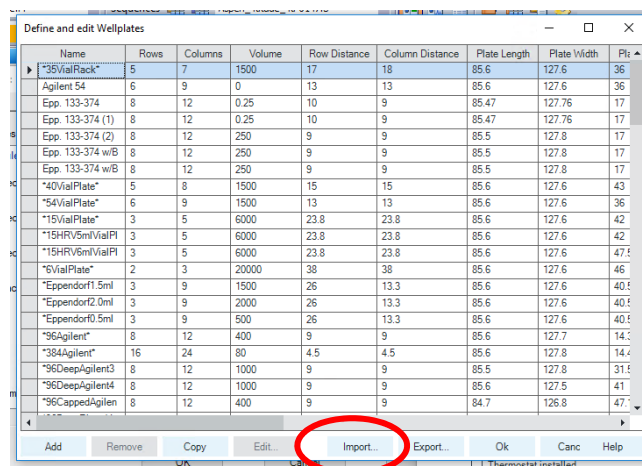 Define and edit Wellplates
Name Rows Columns Volume Row Distance Column Distance Plate Length Plate Width Pla
*35VialRack* 5 7 1500 17 18 85.6 127.6 36
Agilent 54 6 9 0 13 13 85.6 127.6 36
Epp. 133-374 8 12 0.25 10 9 85.47 127.76 17
Epp. 133-374 (1) 8 12 0.25 10 9 85.47 127.76 17
Epp. 133-374 (2) 8 12 250 9 9 85.5 127.8 17
Epp. 133-374 w/B 8 12 250 9 9 85.5 127.8 17
Epp. 133-374 w/B 8 12 250 9 9 85.5 127.8 17
*40VialPlate* 5 8 1500 15 15 85.6 127.6 43
*54VialPlate* 6 9 1500 13 13 85.6 127.6 36
*15VialPlate* 3 5 6000 23.8 23.8 85.6 127.6 42
*15HRV5mlVialPl 3 5 6000 23.8 23.8 85.6 127.6 42
*15HRV6mlVialPl 3 5 6000 23.8 23.8 85.6 127.6 47.5
*6VialPlate* 2 3 20000 38 38 85.6 127.6 46
*Eppendorf1.5ml 3 9 1500 26 13.3 85.6 127.6 40.5
*Eppendorf2.0ml 3 9 2000 26 13.3 85.6 127.6 40.5
*Eppendorf0.5ml 3 9 500 26 13.3 85.6 127.6 40.5
*96Agilent* 8 12 400 9 9 85.6 127.7 14.3
*384Agilent* 16 24 80 4.5 4.5 85.6 127.8 14.4
*96DeepAgilent3 8 12 1000 9 9 85.5 127.8 31.5
*96DeepAgilent4 8 12 1000 9 9 85.6 127.5 41
*96CappedAgilen 8 12 400 9 9 84.7 126.8 47.1
Add Remove Copy Edit... Import... Export... Ok Canc Help
Thermostat installed